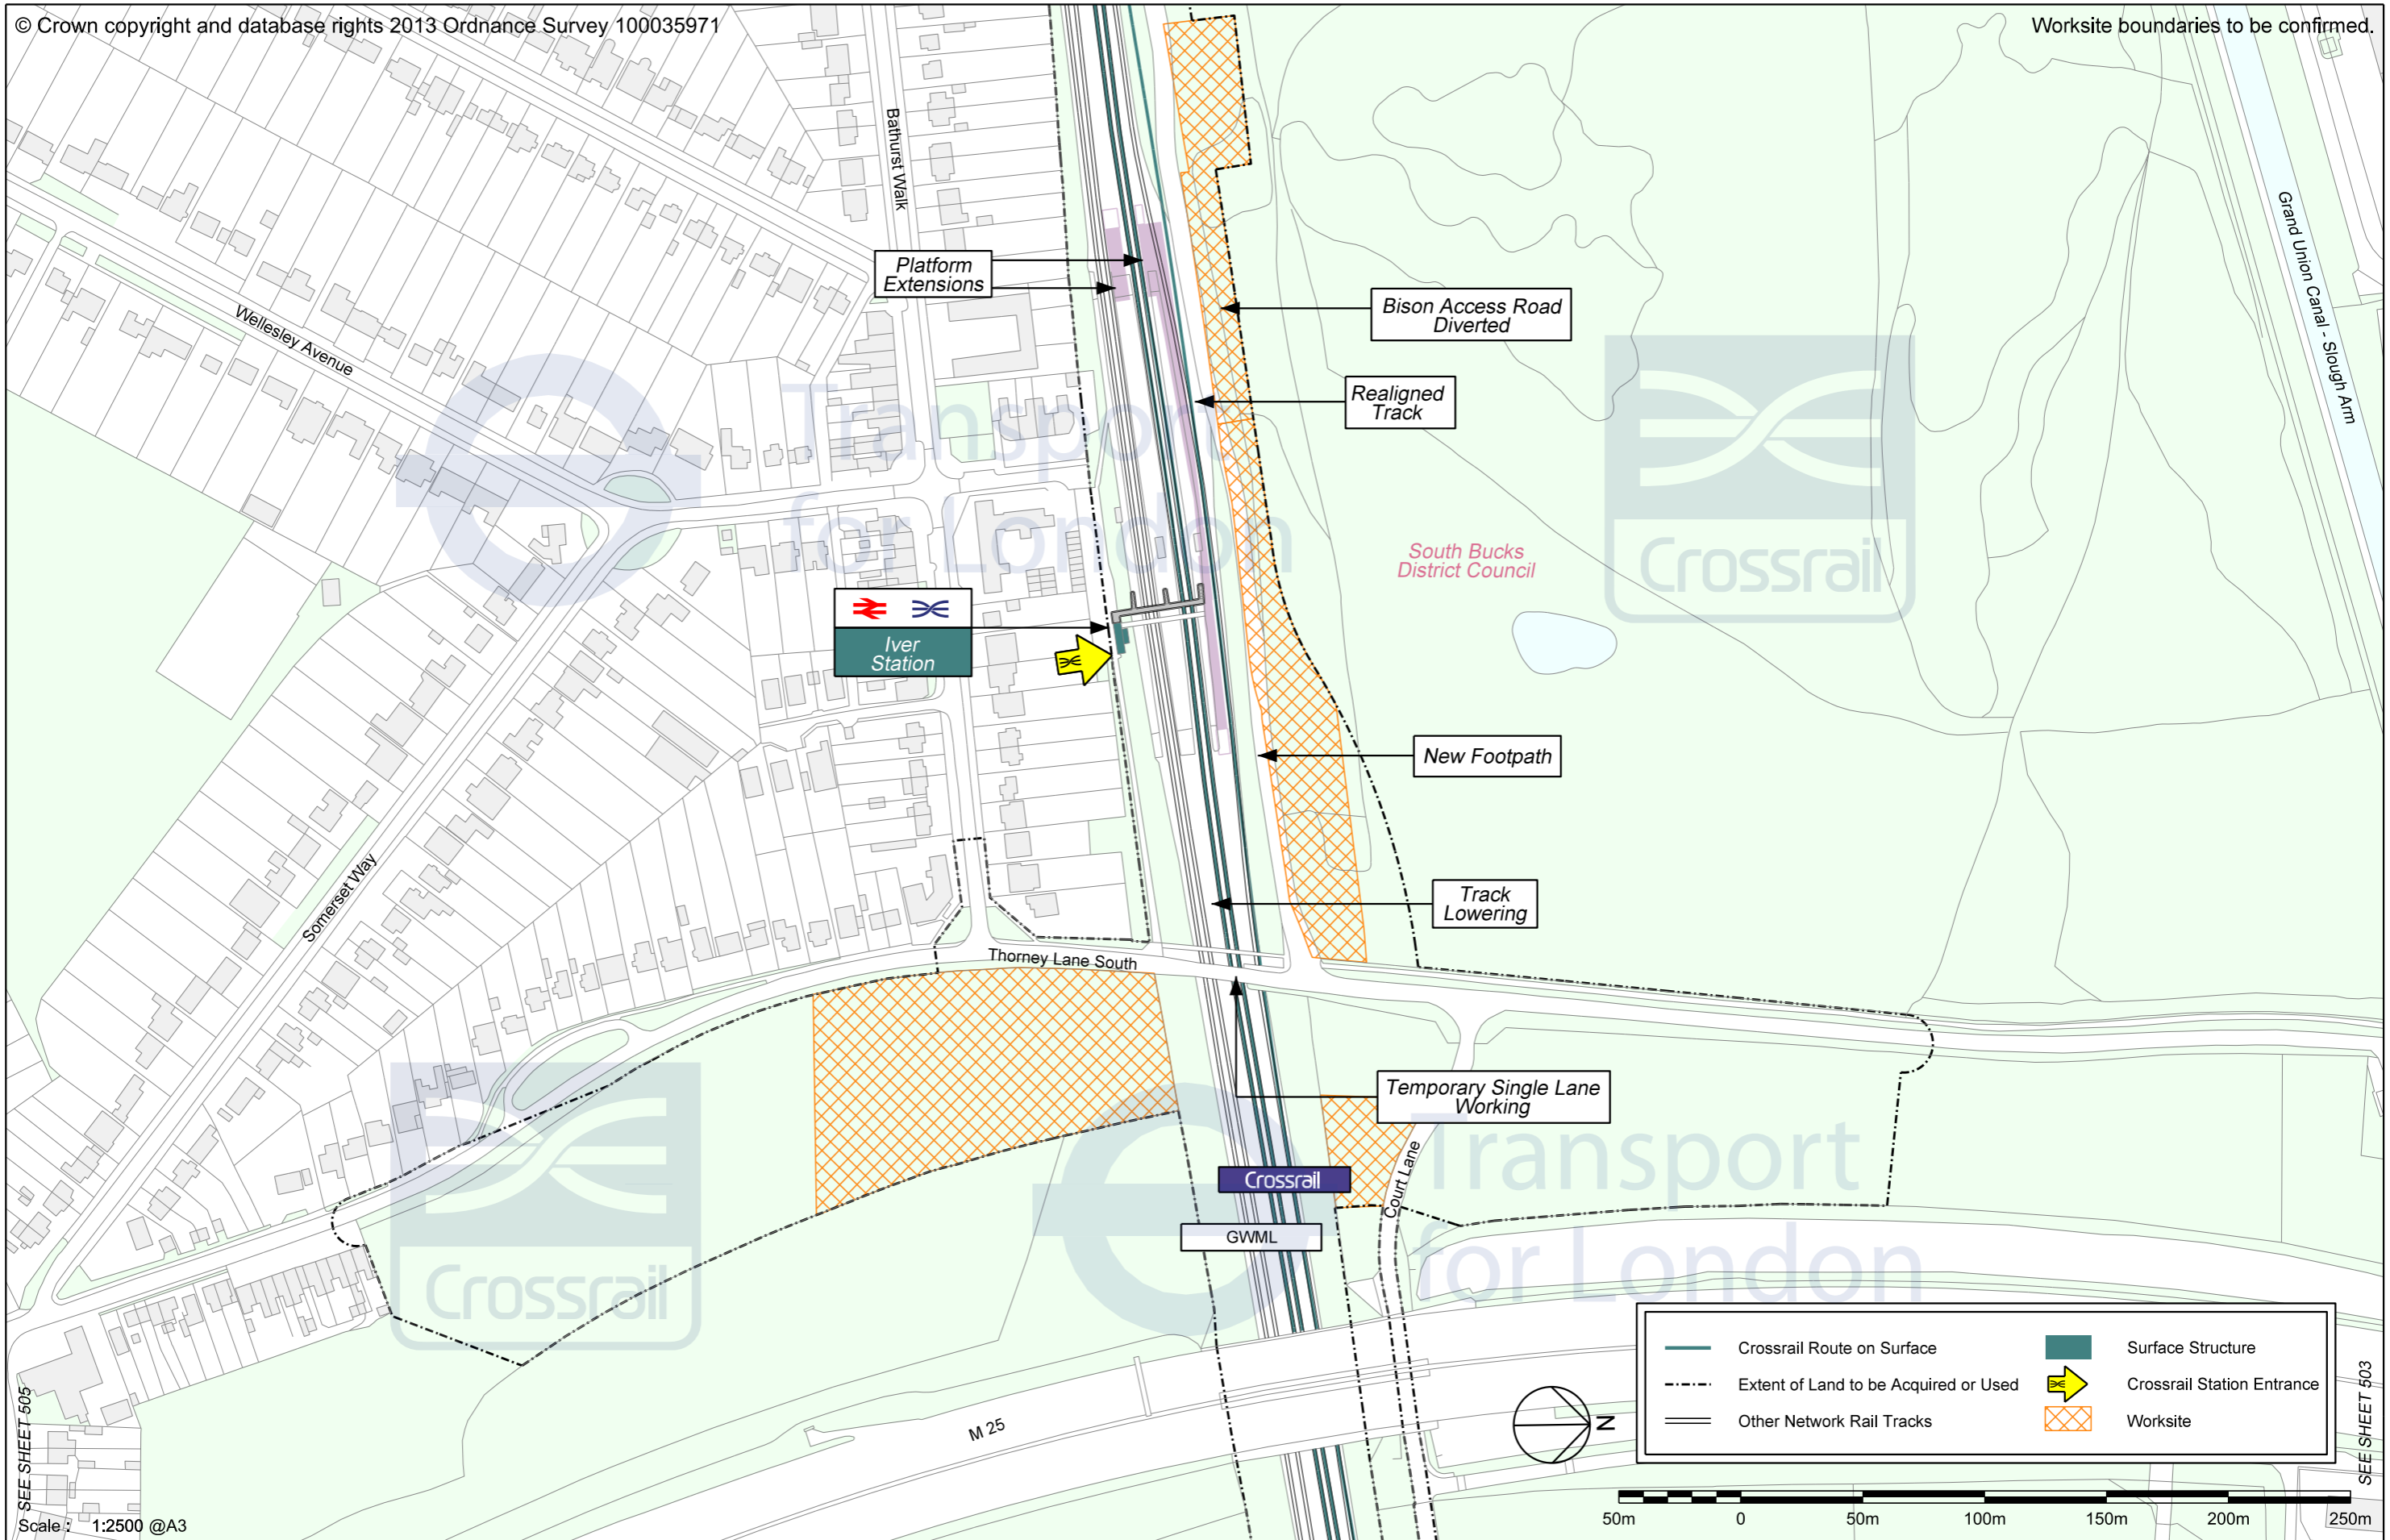 © Crown copyright and database rights 2013 Ordnance Survey 100035971
Worksite boundaries to be confirmed.
Bathurst Walk
Grand Union Canal - Slough Arm
Platform
Extensions
Bison Access Road
Diverted
Wellesley Avenue
Realigned
Track
Transport
for London
Crossrail
South Bucks
District Council
Iver
Station
New Footpath
Somerset Way
Track
Lowering
Thorney Lane South
Temporary Single Lane
Working
Court Lane
Transport
for London
Crossrail
GWML
Crossrail
M 25
N
Crossrail Route on Surface
Extent of Land to be Acquired or Used
Other Network Rail Tracks
Surface Structure
Crossrail Station Entrance
Worksite
SEE SHEET 505
SEE SHEET 503
Scale : 1:2500 @A3
50m 0 50m 100m 150m 200m 250m